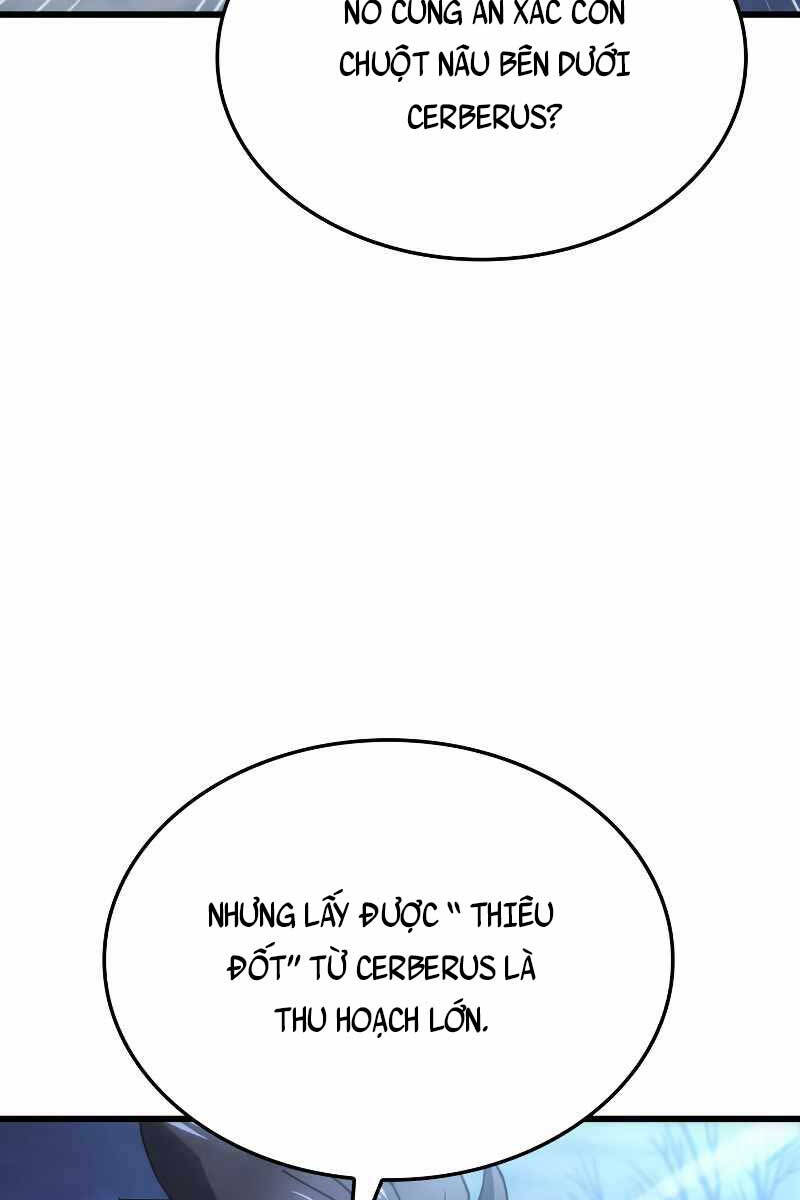 NÓ CŨNG ĂN XÁC CON
CHUỘT NÂU BÊN DƯỚI
CERBERUS?
NHƯNG LẤY ĐƯỢC “ THIÊU
ĐỐT” TỪ CERBERUS LÀ
THU HOẠCH LỚN.